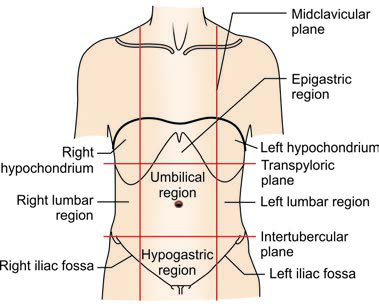 Midclavicular
plane
Epigastric
region
Right
hypochondrium
Left hypochondrium
Transpyloric
plane
Umbilical
region
Right lumbar
region
Left lumbar region
Intertubercular
plane
Hypogastric
region
Right iliac fossa
Left iliac fossa